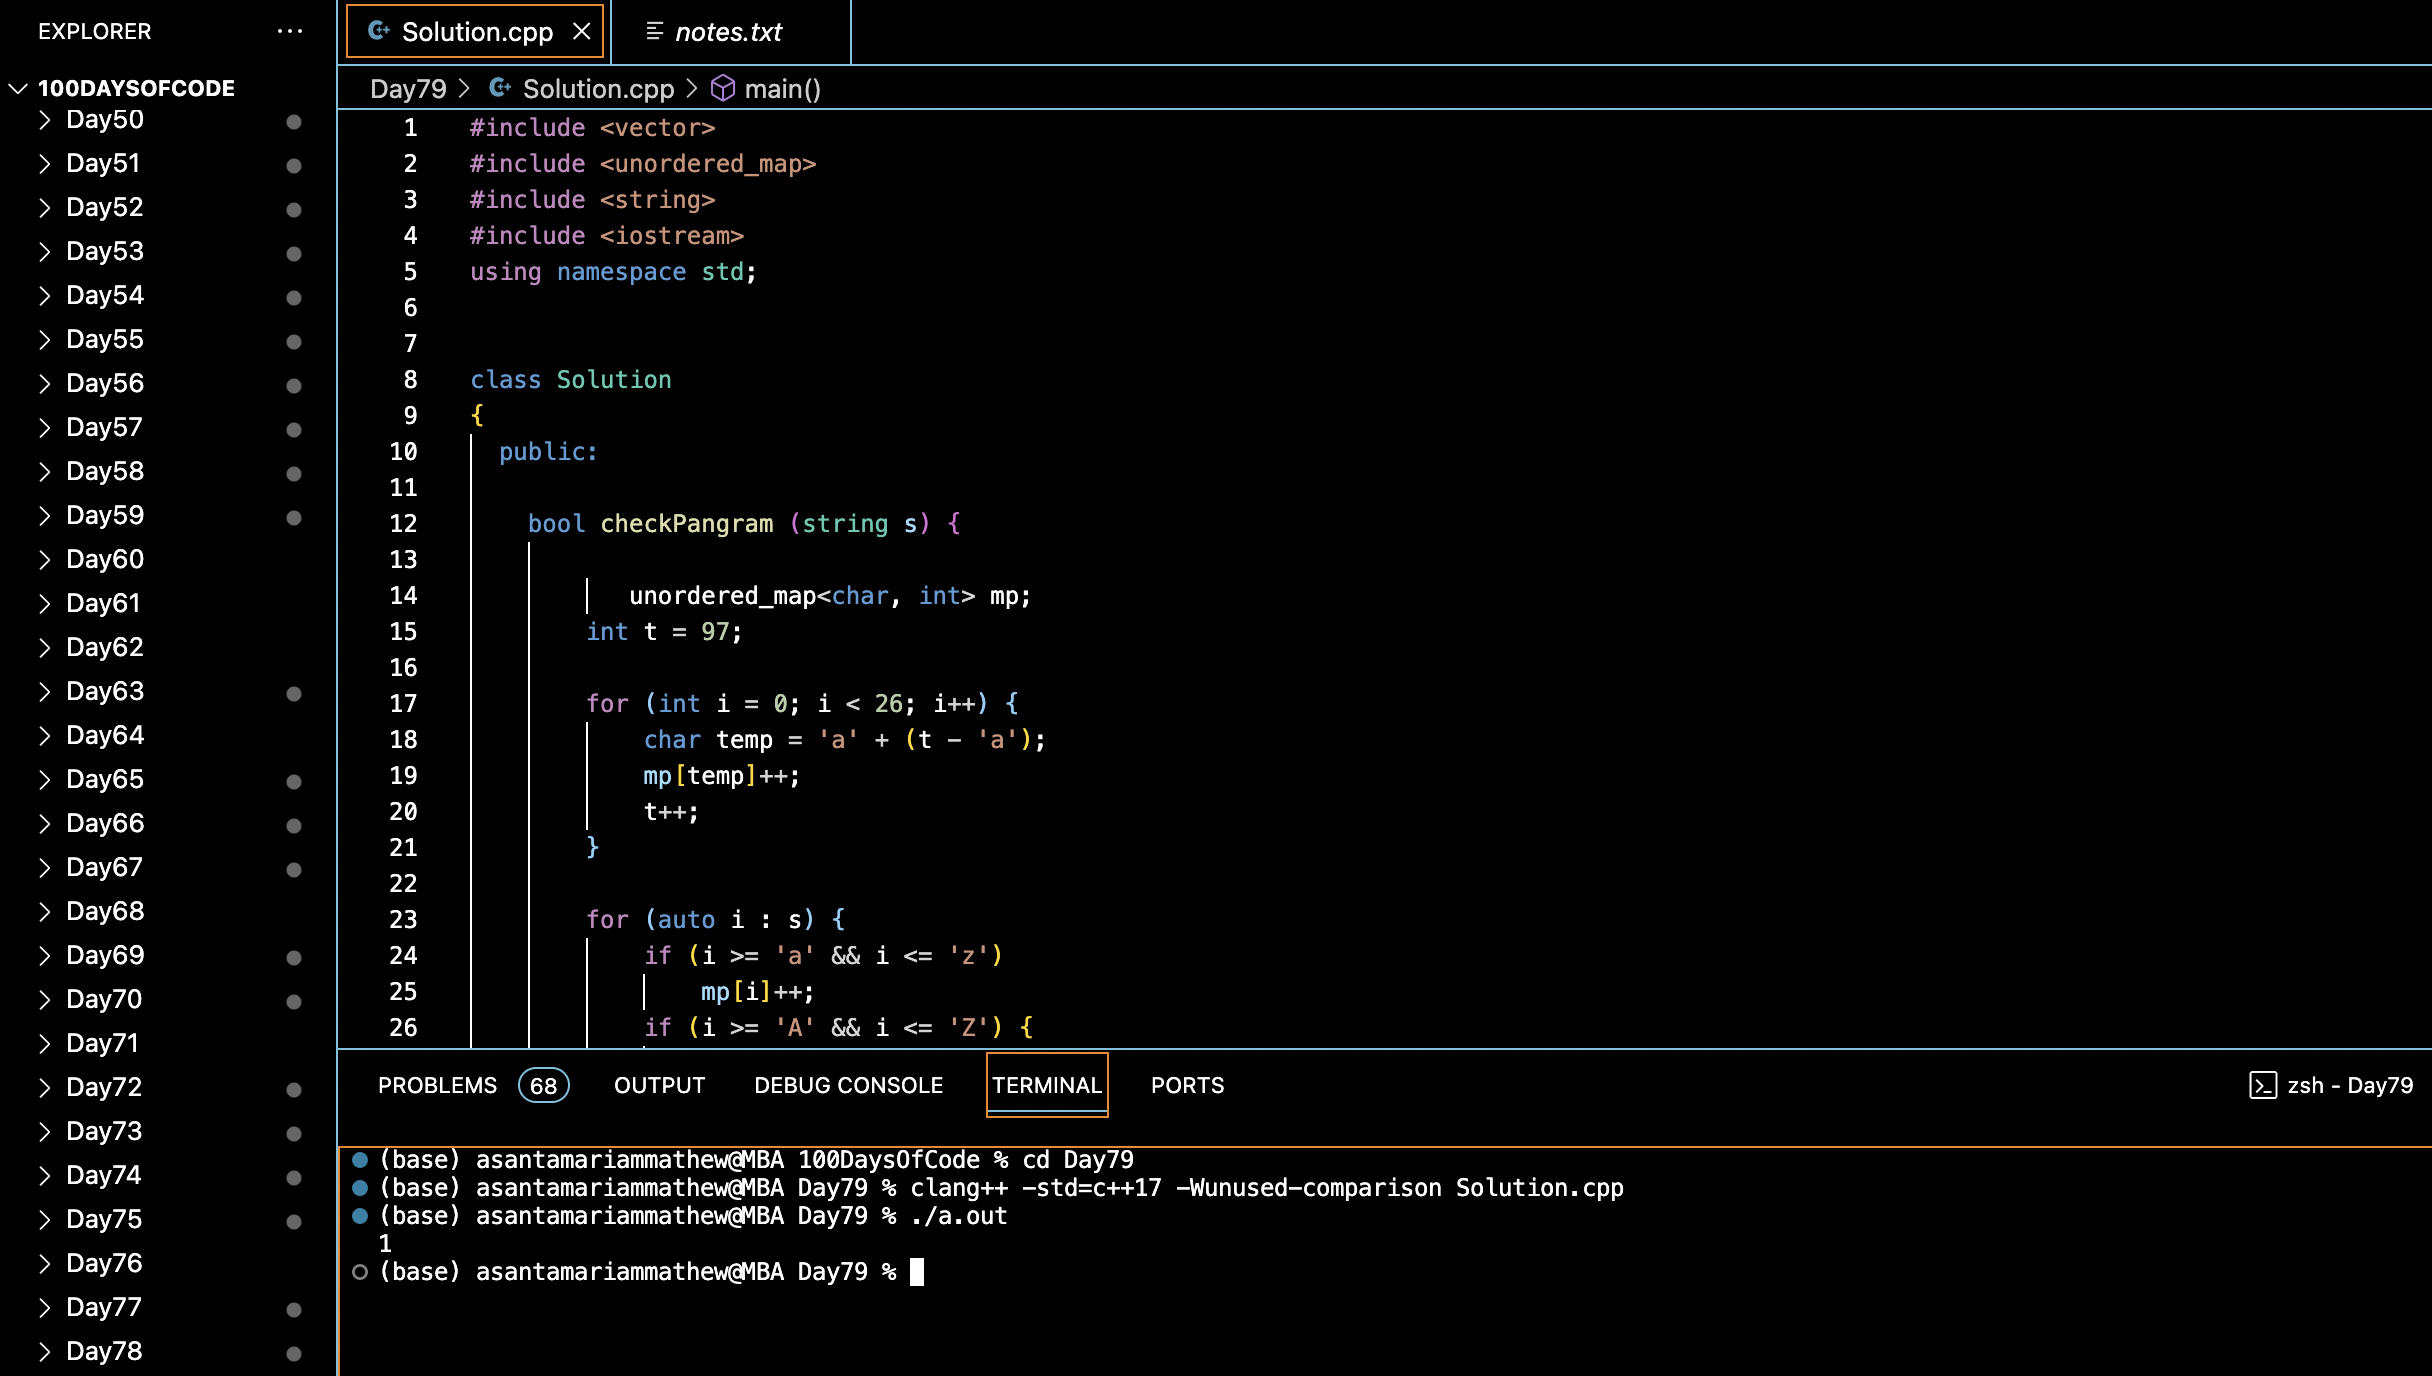 EXPLORER ...
100DAYSOFCODE
Day50
Day51
Day52
Day53
Day54
Day55
Day56
Day57
Day58
Day59
Day60
Day61
Day62
Day63
Day64
Day65
Day66
Day67
Day68
Day69
Day70
Day71
Day72
Day73
Day74
Day75
Day76
Day77
Day78
Solution.cpp notes.txt
Day79 > Solution.cpp > main()
1 #include <vector>
2 #include <unordered_map>
3 #include <string>
4 #include <iostream>
5 using namespace std;
6
7
8 class Solution
9 {
10 public:
11
12 bool checkPangram (string s) {
13
14 unordered_map<char, int> mp;
15 int t = 97;
16
17 for (int i = 0; i < 26; i++) {
18 char temp = 'a' + (t - 'a');
19 mp[temp]++;
20 t++;
21 }
22
23 for (auto i : s) {
24 if (i >= 'a' && i <= 'z')
25 mp[i]++;
26 if (i >= 'A' && i <= 'Z') {
PROBLEMS 68 OUTPUT DEBUG CONSOLE TERMINAL PORTS zsh - Day79
(base) asantamariammathew@MBA 100DaysOfCode % cd Day79
(base) asantamariammathew@MBA Day79 % clang++ -std=c++17 -Wunused-comparison Solution.cpp
(base) asantamariammathew@MBA Day79 % ./a.out
1
(base) asantamariammathew@MBA Day79 %